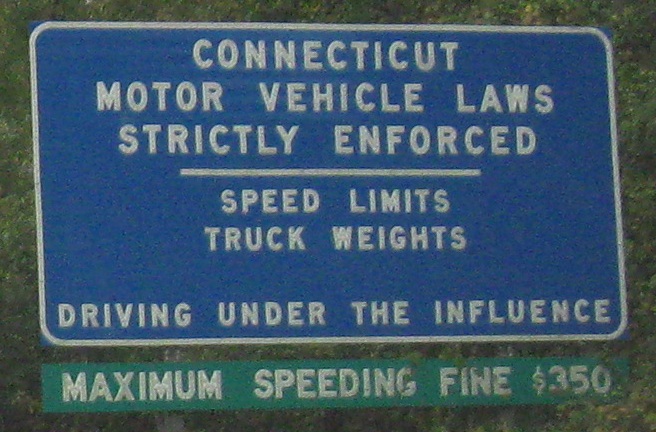 CONNECTICUT
MOTOR VEHICLE LAWS
STRICTLY ENFORCED
SPEED LIMITS
TRUCK WEIGHTS
DRIVING UNDER THE INFLUENCE
MAXIMUM SPEEDING FINE $350